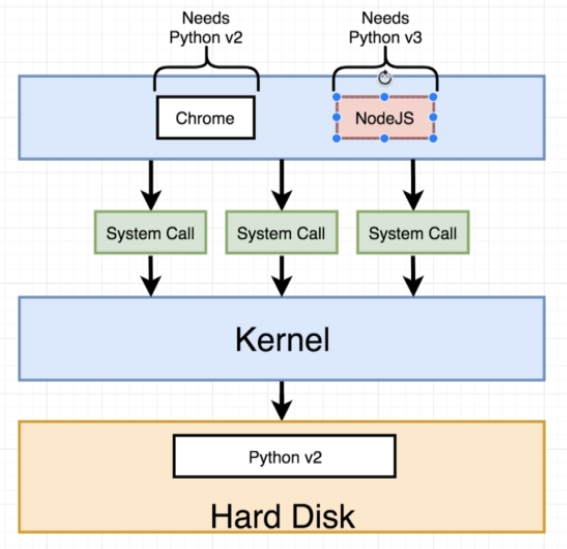 Needs
Python v2
Needs
Python v3
Chrome
NodeJS
System Call
System Call
System Call
Kernel
Python v2
Hard Disk